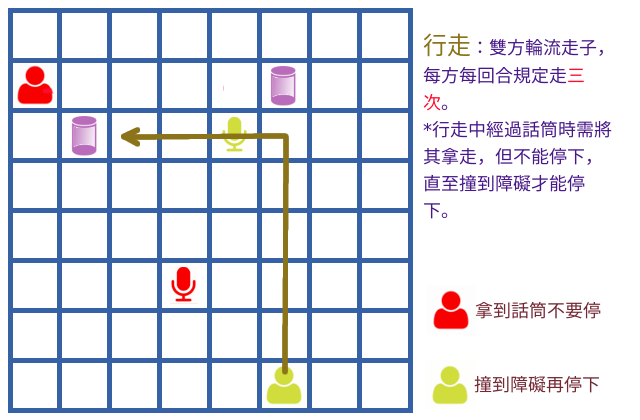 行走：雙方輪流走子，
每方每回合規定走三
次。
*行走中經過話筒時需將
其拿走，但不能停下，
直至撞到障礙才能停
下。
拿到話筒不要停
撞到障礙再停下